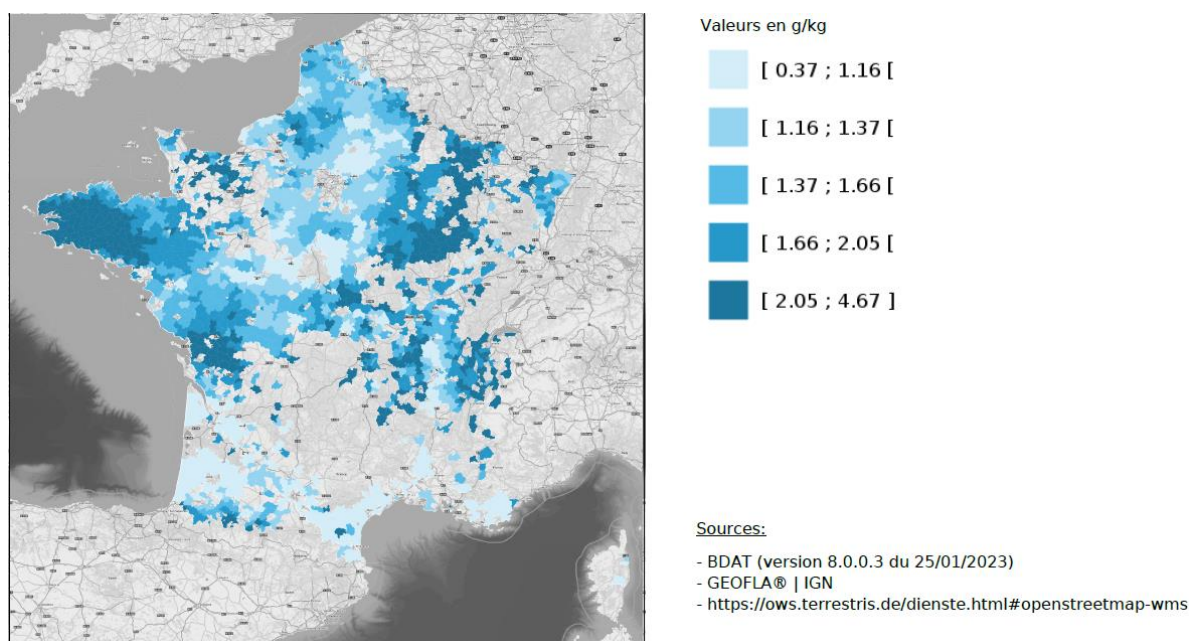 Valeurs en g/kg
[ 0.37 ; 1.16 [
[ 1.16 ; 1.37 [
[ 1.37 ; 1.66 [
[ 1.66 ; 2.05 [
[ 2.05 ; 4.67 ]
Sources:
- BDAT (version 8.0.0.3 du 25/01/2023)
- GEOFLA® | IGN
- https://ows.terrestris.de/dienste.html#openstreetmap-wms